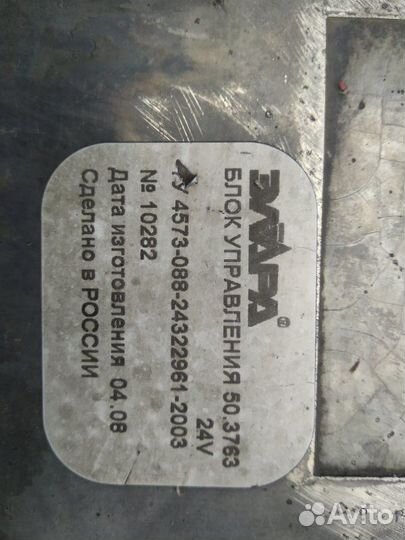 ЭЛАРА®
БЛОК УПРАВЛЕНИЯ 50.3763
24V
ТУ 4573-088-24322961-2003
№ 10282
Дата изготовления 04.08
Сделано в РОССИИ
Avito